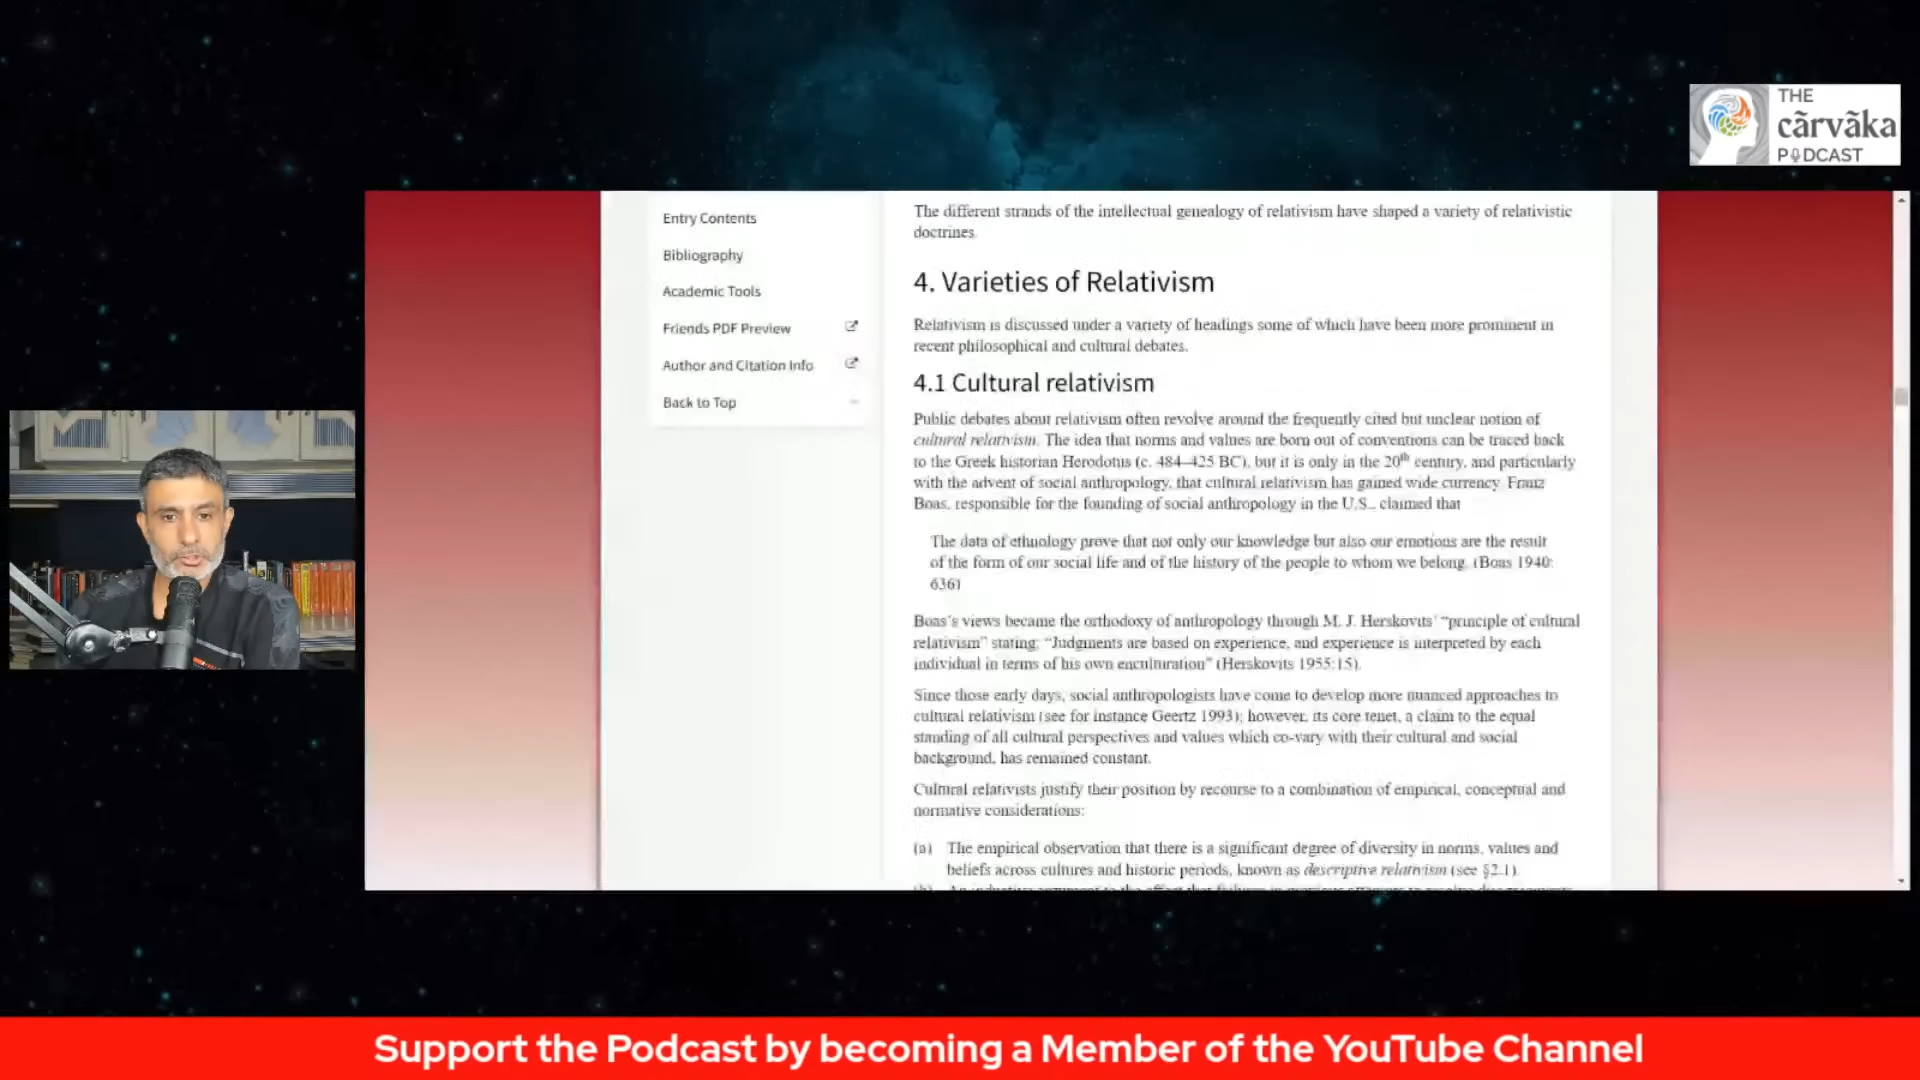 THE
cārvāka
PODCAST
Entry Contents
Bibliography
Academic Tools
Friends PDF Preview
Author and Citation Info
Back to Top
The different strands of the intellectual genealogy of relativism have shaped a variety of relativistic
doctrines.
4. Varieties of Relativism
Relativism is discussed under a variety of headings some of which have been more prominent in
recent philosophical and cultural debates.
4.1 Cultural relativism
Public debates about relativism often revolve around the frequently cited but unclear notion of
cultural relativism. The idea that norms and values are born out of conventions can be traced back
to the Greek historian Herodotus (c. 484–425 BC), but it is only in the 20th century, and particularly
with the advent of social anthropology, that cultural relativism has gained wide currency. Franz
Boas, responsible for the founding of social anthropology in the U.S., claimed that
The data of ethnology prove that not only our knowledge but also our emotions are the result
of the form of our social life and of the history of the people to whom we belong. (Boas 1940:
636)
Boas's views became the orthodoxy of anthropology through M. J. Herskovits' “principle of cultural
relativism” stating: “Judgments are based on experience, and experience is interpreted by each
individual in terms of his own enculturation” (Herskovits 1955:15).
Since those early days, social anthropologists have come to develop more nuanced approaches to
cultural relativism (see for instance Geertz 1993); however, its core tenet, a claim to the equal
standing of all cultural perspectives and values which co-vary with their cultural and social
background, has remained constant.
Cultural relativists justify their position by recourse to a combination of empirical, conceptual and
normative considerations:
(a) The empirical observation that there is a significant degree of diversity in norms, values and
beliefs across cultures and historic periods, known as descriptive relativism (see §2.1).
Support the Podcast by becoming a Member of the YouTube Channel